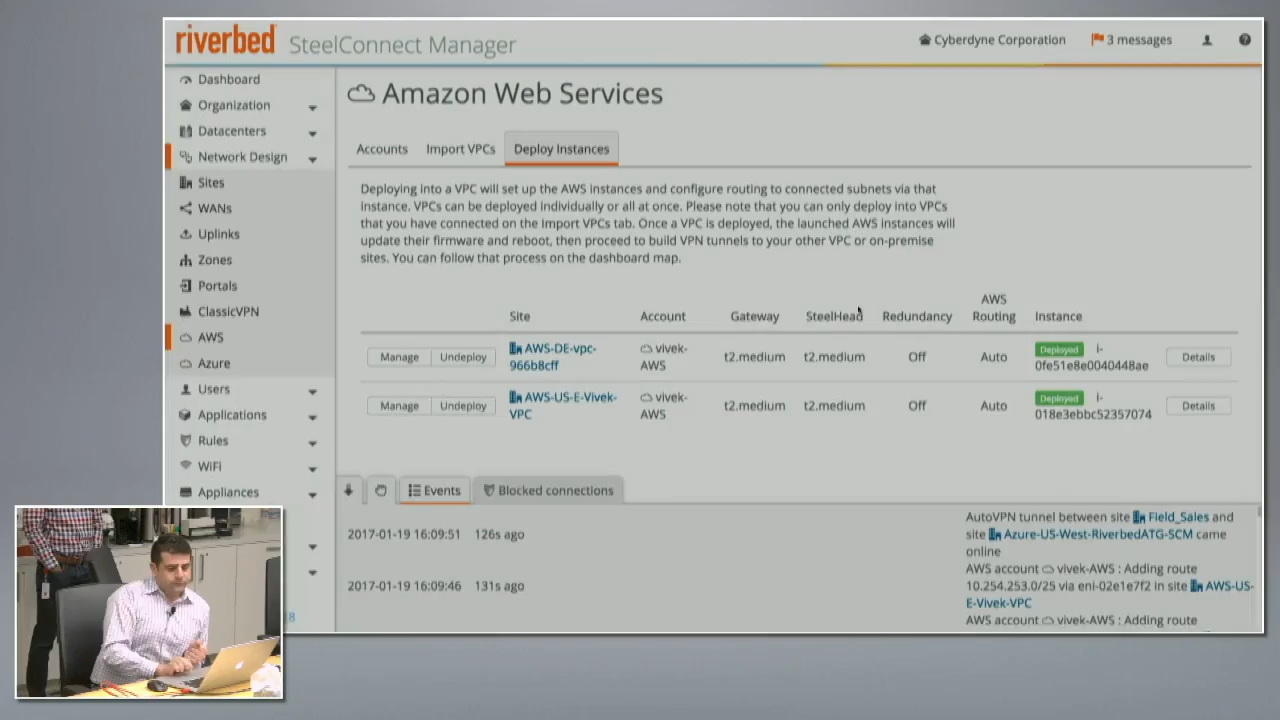 riverbed SteelConnect Manager
Cyberdyne Corporation
3 messages
Dashboard
Organization
Datacenters
Network Design
Sites
WANs
Uplinks
Zones
Portals
ClassicVPN
AWS
Azure
Users
Applications
Rules
WiFi
Appliances
8
Amazon Web Services
Accounts Import VPCs Deploy Instances
Deploying into a VPC will set up the AWS instances and configure routing to connected subnets via that
instance. VPCs can be deployed individually or all at once. Please note that you can only deploy into VPCs
that you have connected on the Import VPCs tab. Once a VPC is deployed, the launched AWS instances will
update their firmware and reboot, then proceed to build VPN tunnels to your other VPC or on-premise
sites. You can follow that process on the dashboard map.
Site Account Gateway SteelHead Redundancy AWS Routing Instance
Manage Undeploy AWS-DE-vpc-966b8cff vivek-AWS t2.medium t2.medium Off Auto Deployed i-0fe51e8e0040448ae Details
Manage Undeploy AWS-US-E-Vivek-VPC vivek-AWS t2.medium t2.medium Off Auto Deployed i-018e3ebbc52357074 Details
Events Blocked connections
2017-01-19 16:09:51 126s ago
AutoVPN tunnel between site Field_Sales and
site Azure-US-West-RiverbedATG-SCM came
online
2017-01-19 16:09:46 131s ago
AWS account vivek-AWS : Adding route
10.254.253.0/25 via eni-02e1e7f2 in site AWS-US-
E-Vivek-VPC
AWS account vivek-AWS : Adding route